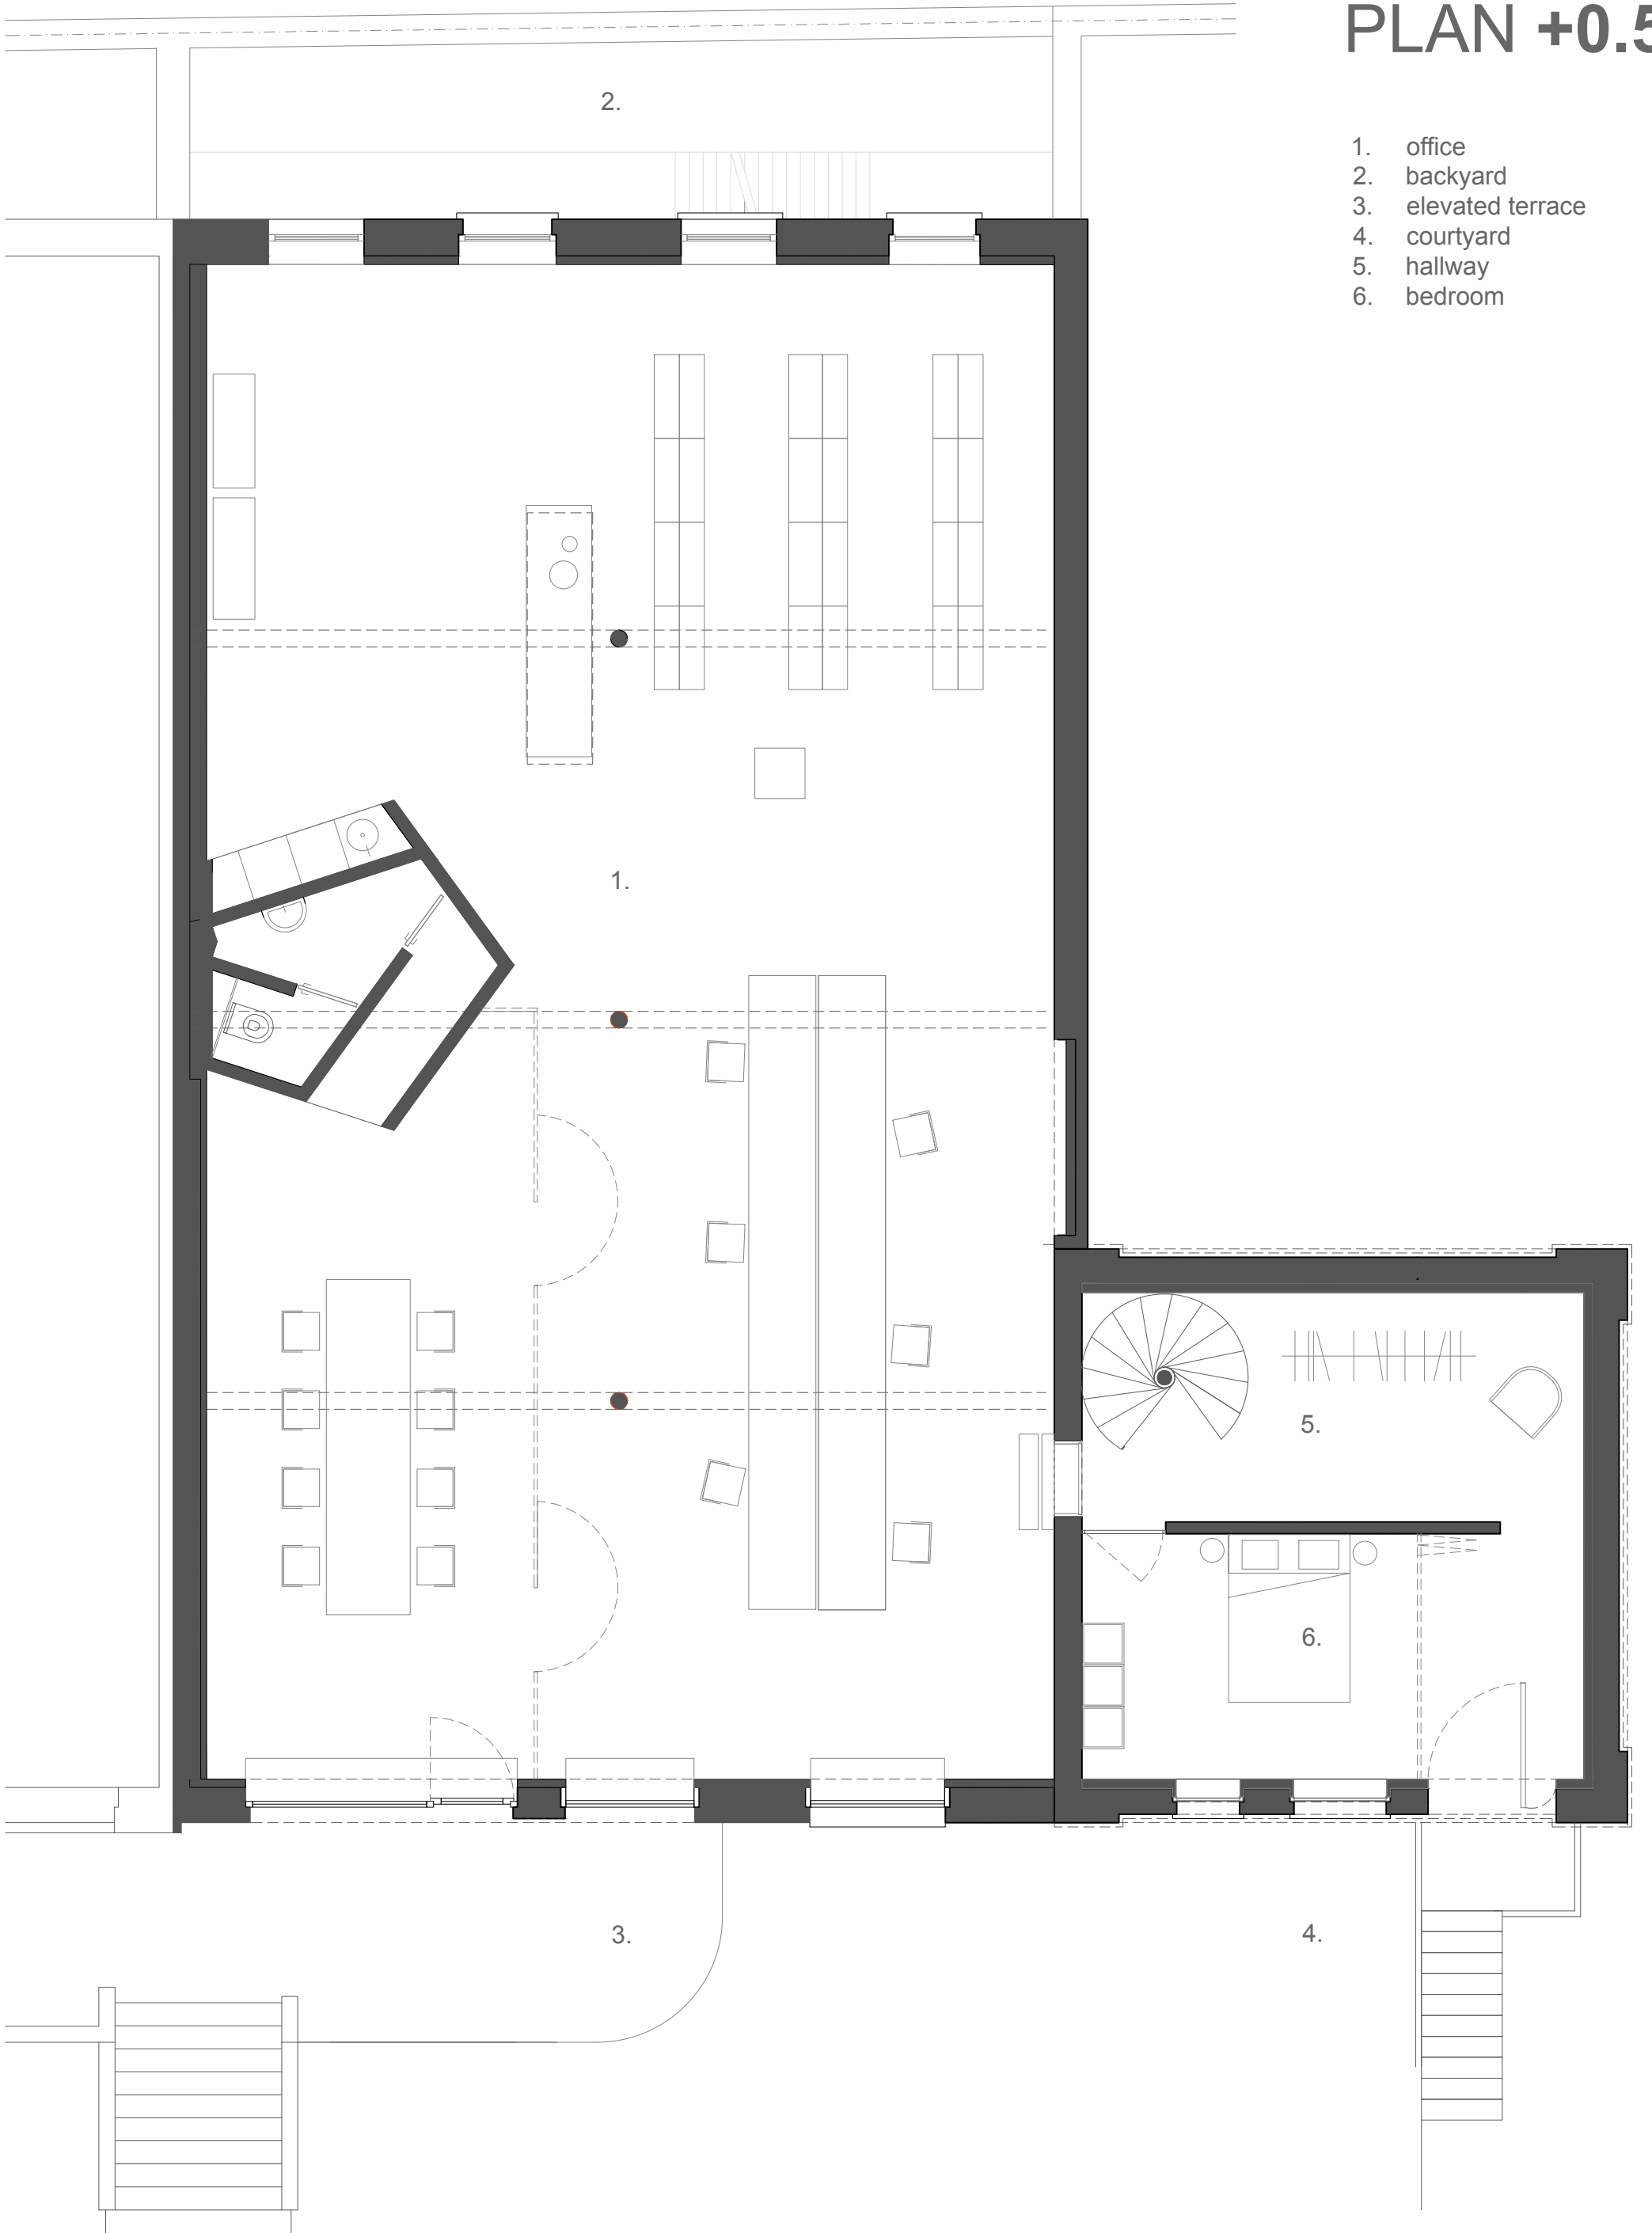 PLAN +0.5
1. office
2. backyard
3. elevated terrace
4. courtyard
5. hallway
6. bedroom
2.
1.
5.
6.
3.
4.